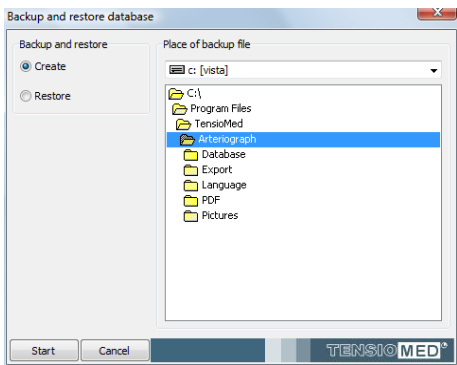 Backup and restore database
Backup and restore
Create
Restore
Place of backup file
c: [vista]
C:\
Program Files
TensioMed
Arteriograph
Database
Export
Language
PDF
Pictures
Start
Cancel
TENSIOMED